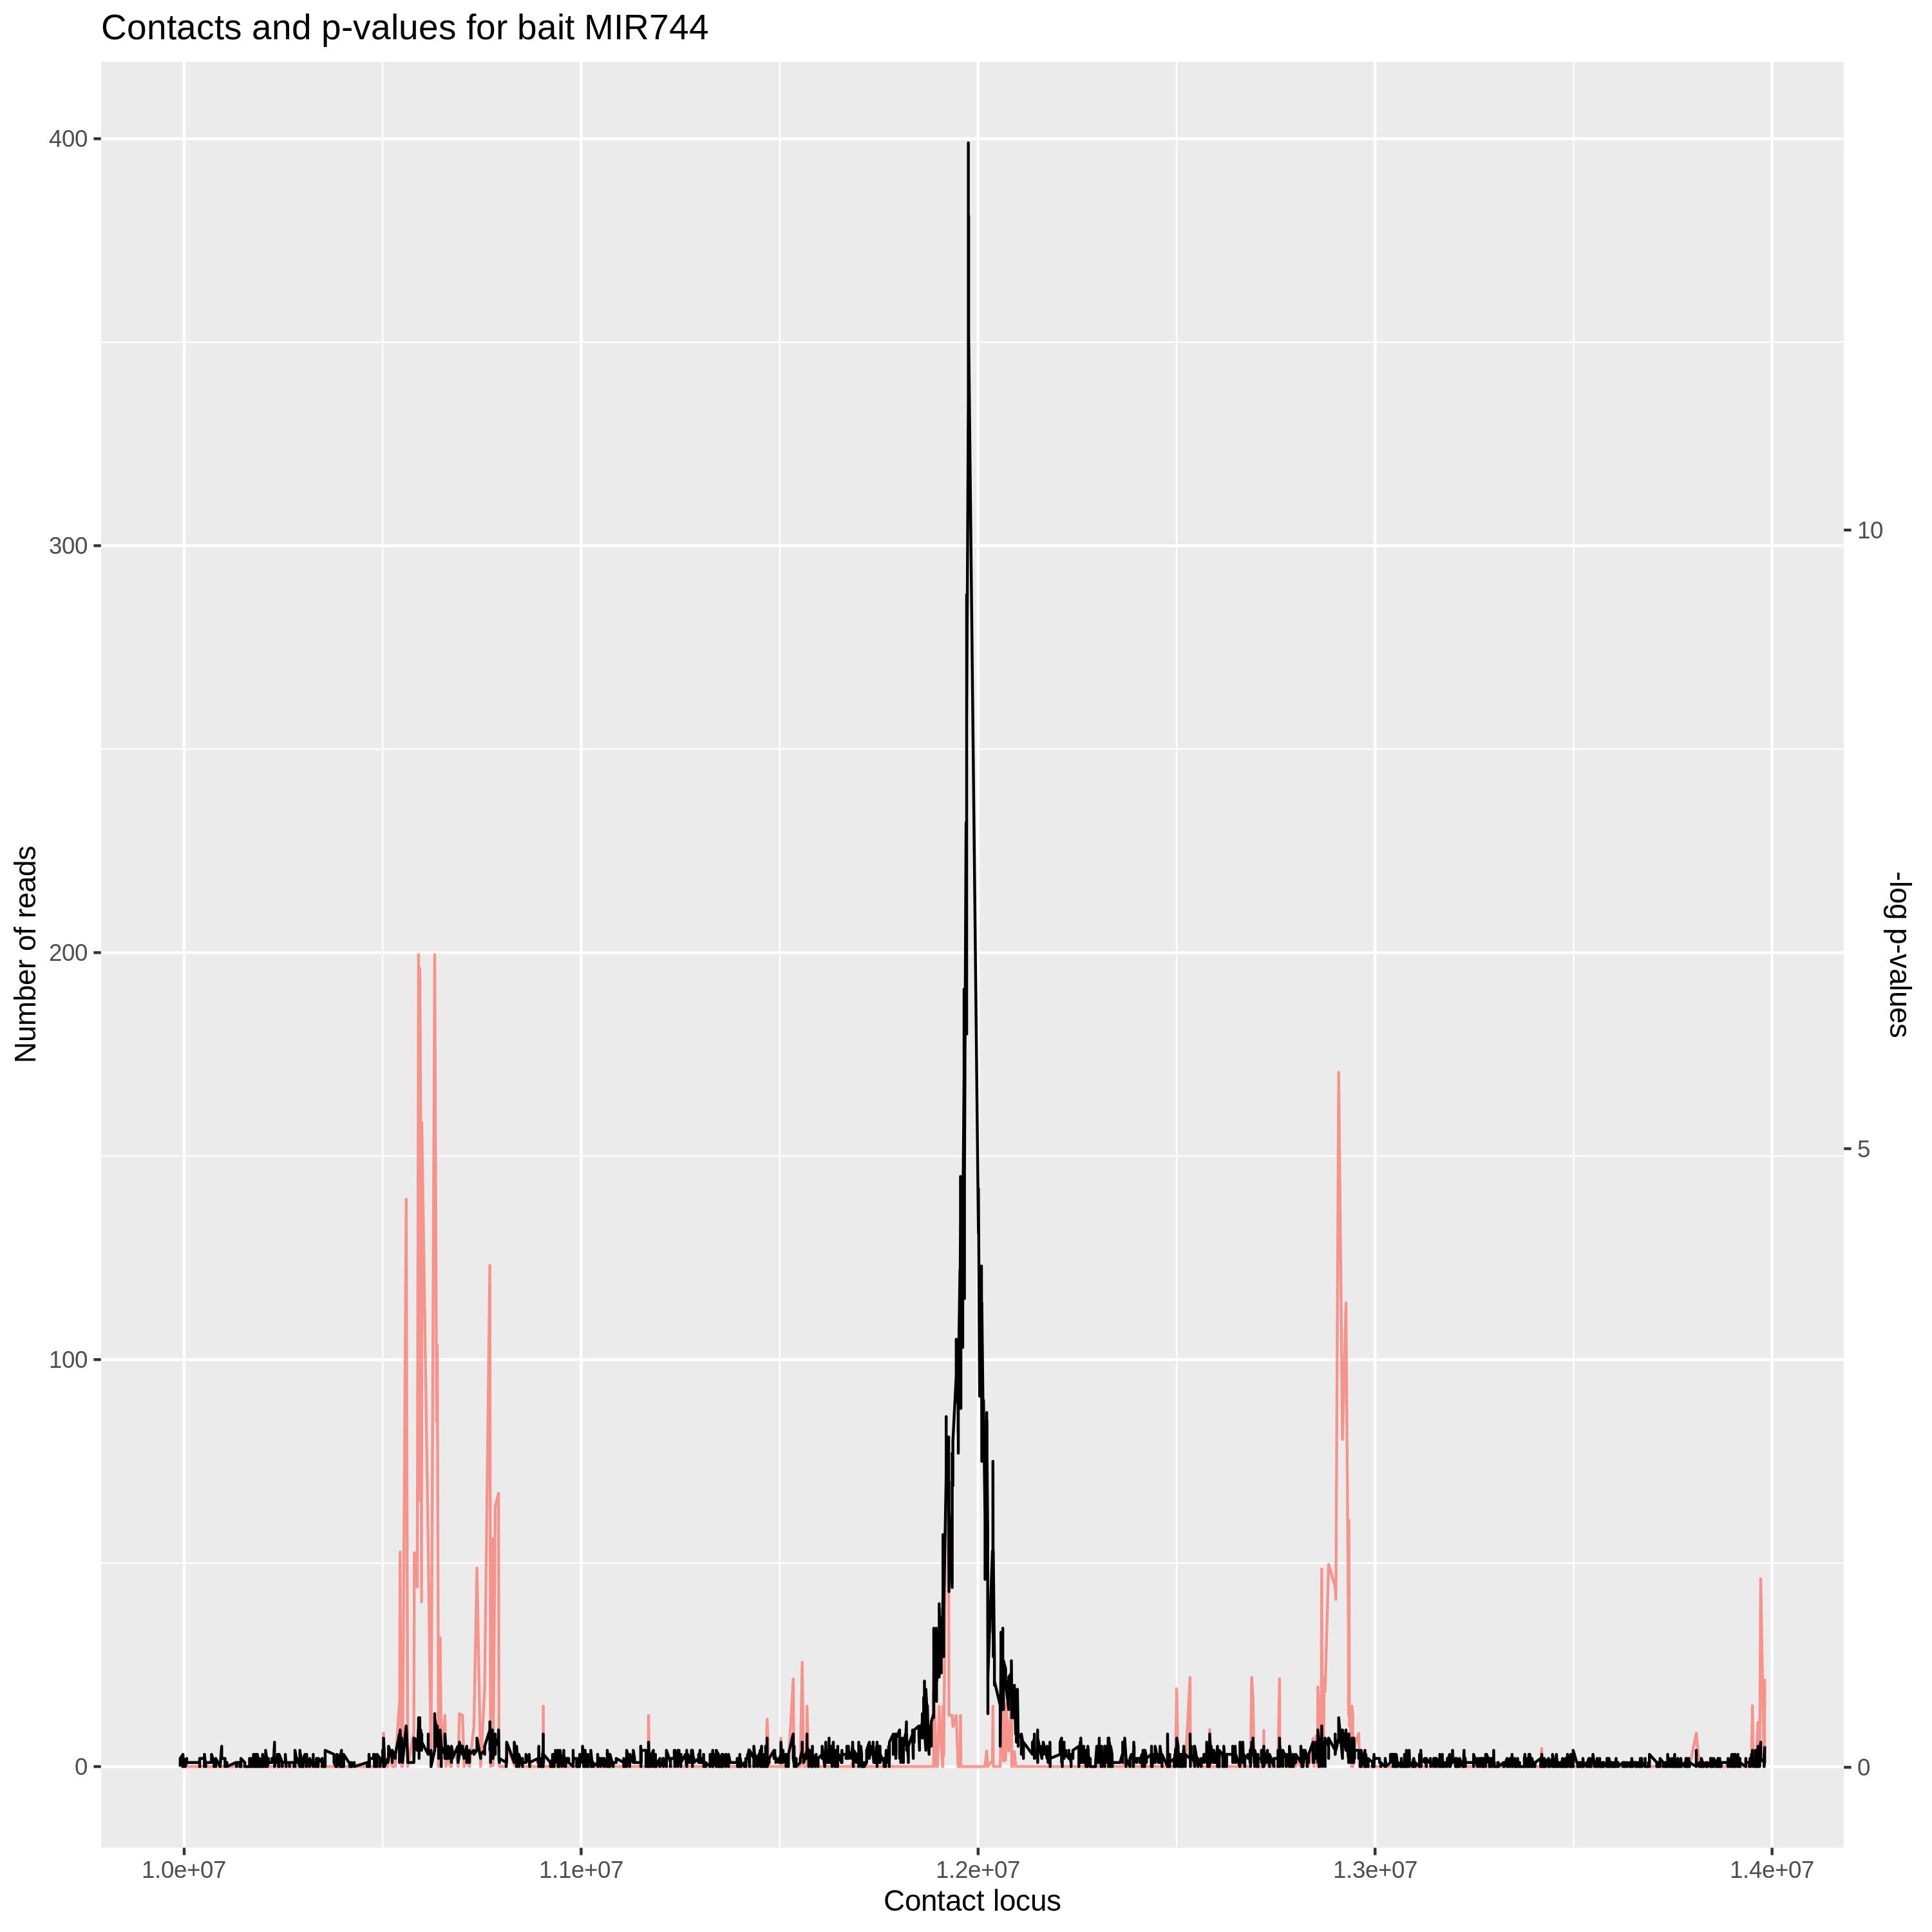 Contacts and p-values for bait MIR744
400
300
200
100
0
Number of reads
10
5
0
-log p-values
1.0e+07
1.1e+07
1.2e+07
1.3e+07
1.4e+07
Contact locus